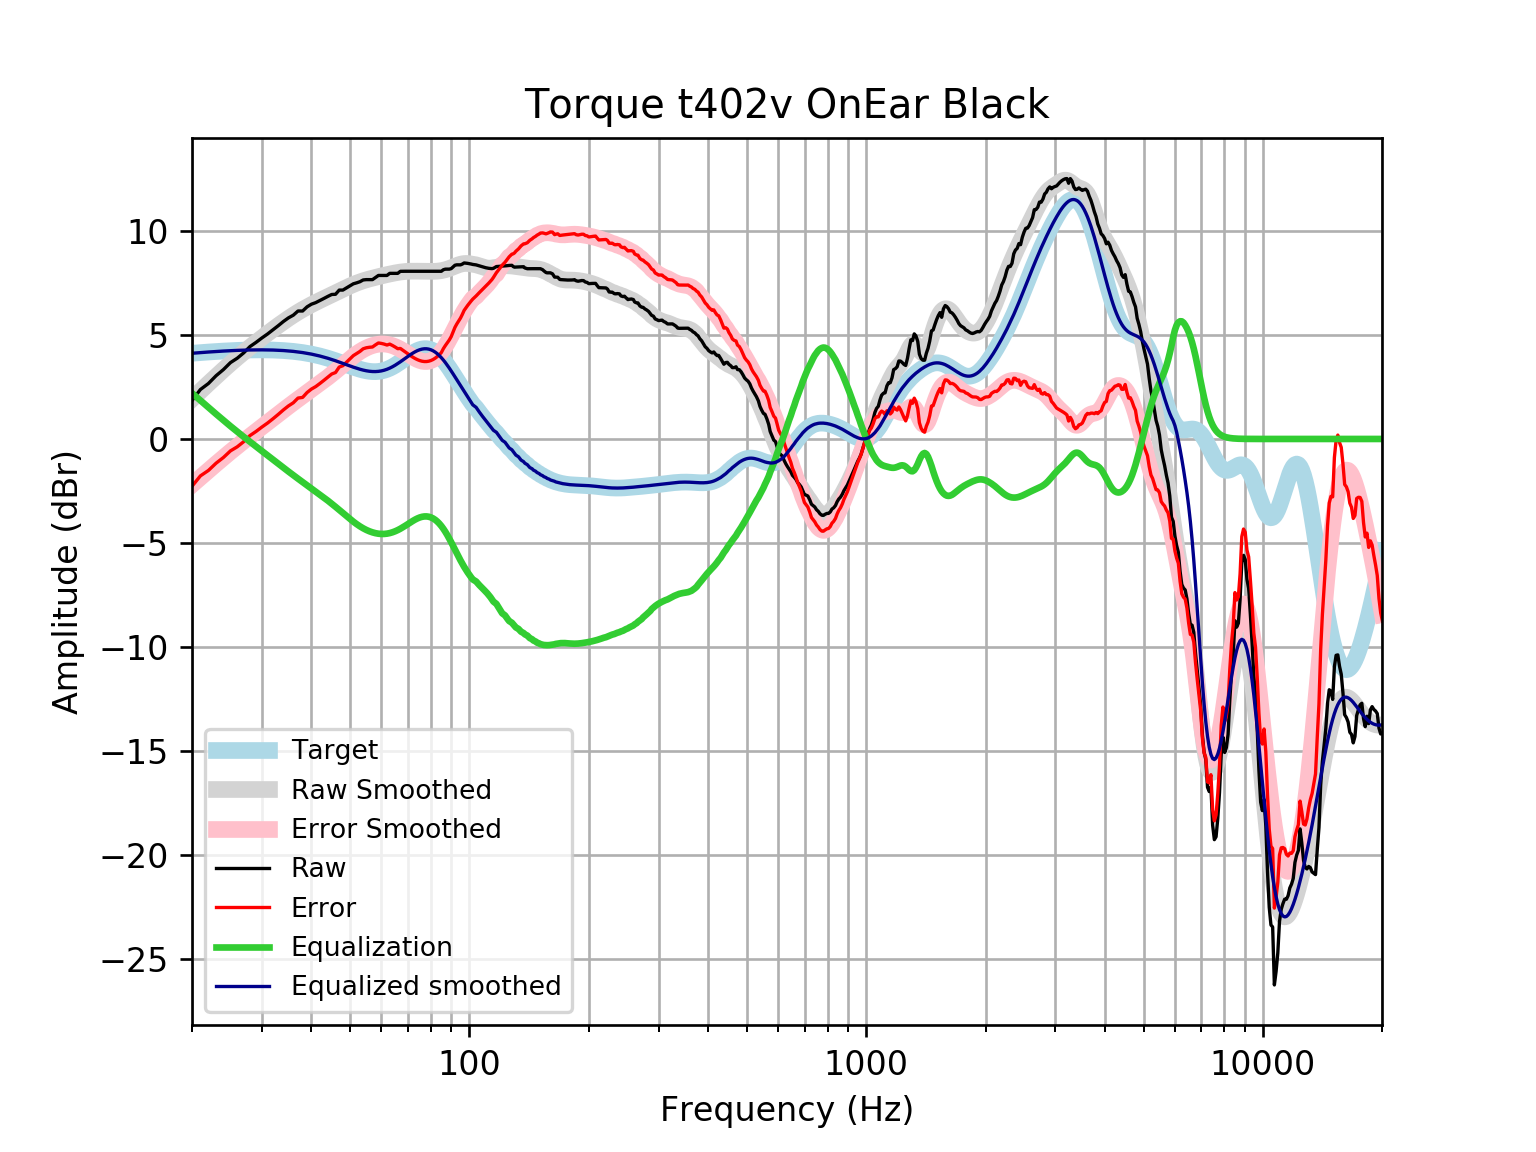 Torque t402v OnEar Black
Amplitude (dBr)
10
5
0
−5
−10
−15
−20
−25
Target
Raw Smoothed
Error Smoothed
Raw
Error
Equalization
Equalized smoothed
100 1000 10000
Frequency (Hz)